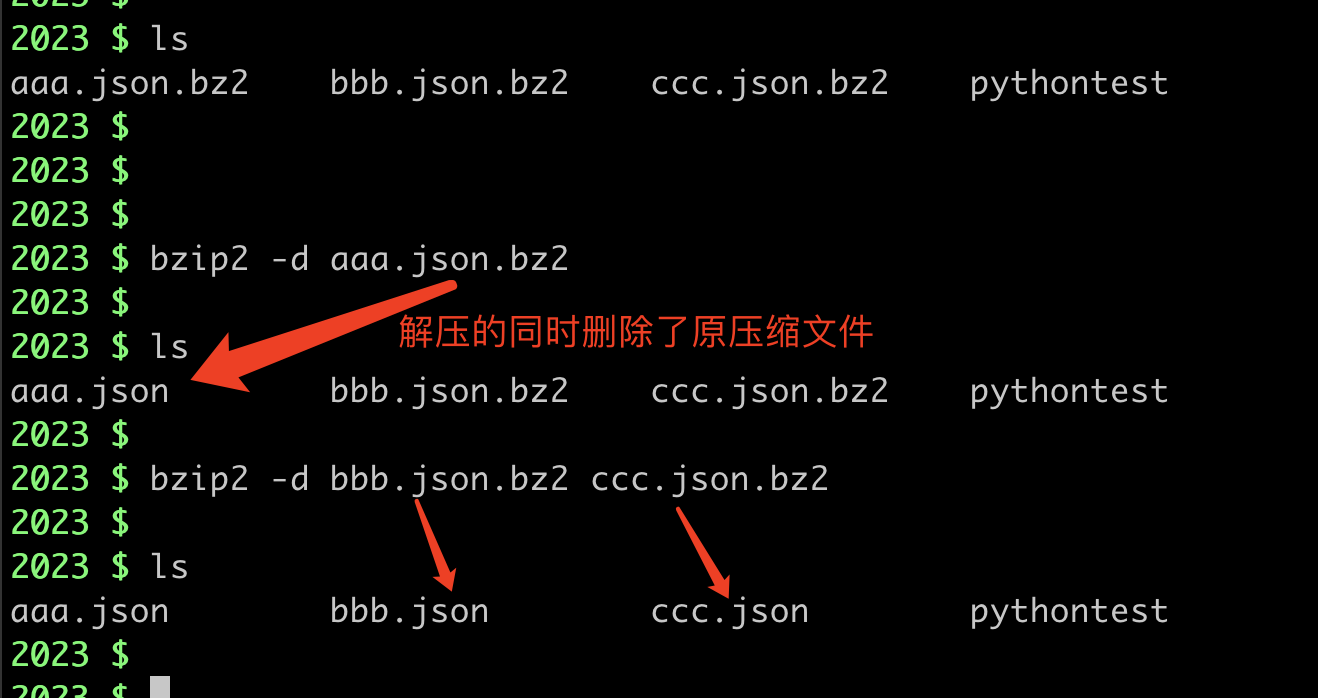 2023 $
2023 $ ls
aaa.json.bz2    bbb.json.bz2    ccc.json.bz2    pythontest
2023 $
2023 $
2023 $
2023 $ bzip2 -d aaa.json.bz2
2023 $
解压的同时删除了原压缩文件
2023 $ ls
aaa.json        bbb.json.bz2    ccc.json.bz2    pythontest
2023 $
2023 $ bzip2 -d bbb.json.bz2 ccc.json.bz2
2023 $
2023 $ ls
aaa.json        bbb.json        ccc.json        pythontest
2023 $
2023 $